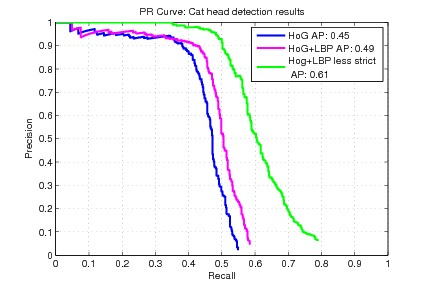 PR Curve: Cat head detection results
1
0.9
0.8
0.7
0.6
0.5
0.4
0.3
0.2
0.1
0
Precision
HoG AP: 0.45
HoG+LBP AP: 0.49
Hog+LBP less strict
AP: 0.61
0 0.1 0.2 0.3 0.4 0.5 0.6 0.7 0.8 0.9 1
Recall